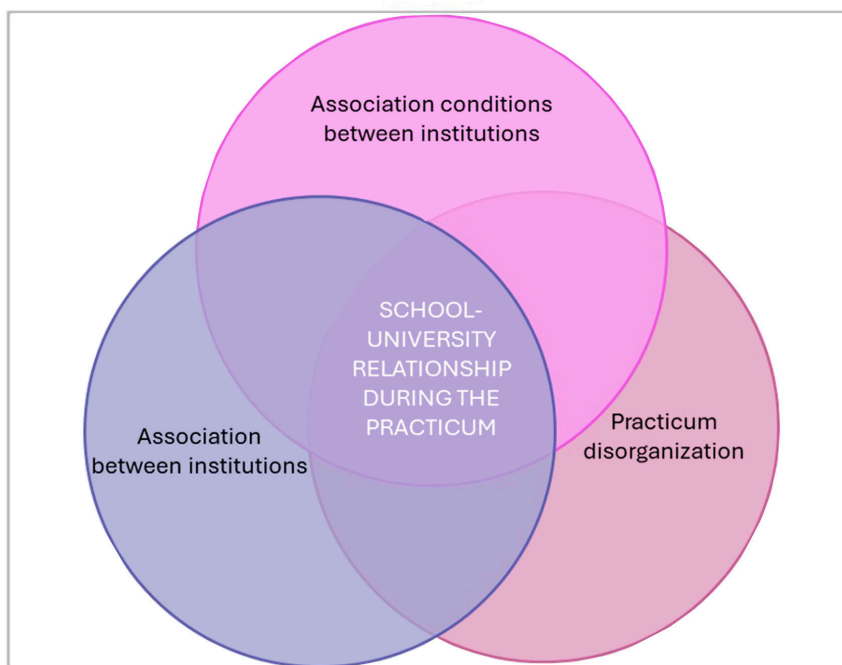 Association conditions
between institutions
SCHOOL-
UNIVERSITY
RELATIONSHIP
DURING THE
PRACTICUM
Association
between institutions
Practicum
disorganization